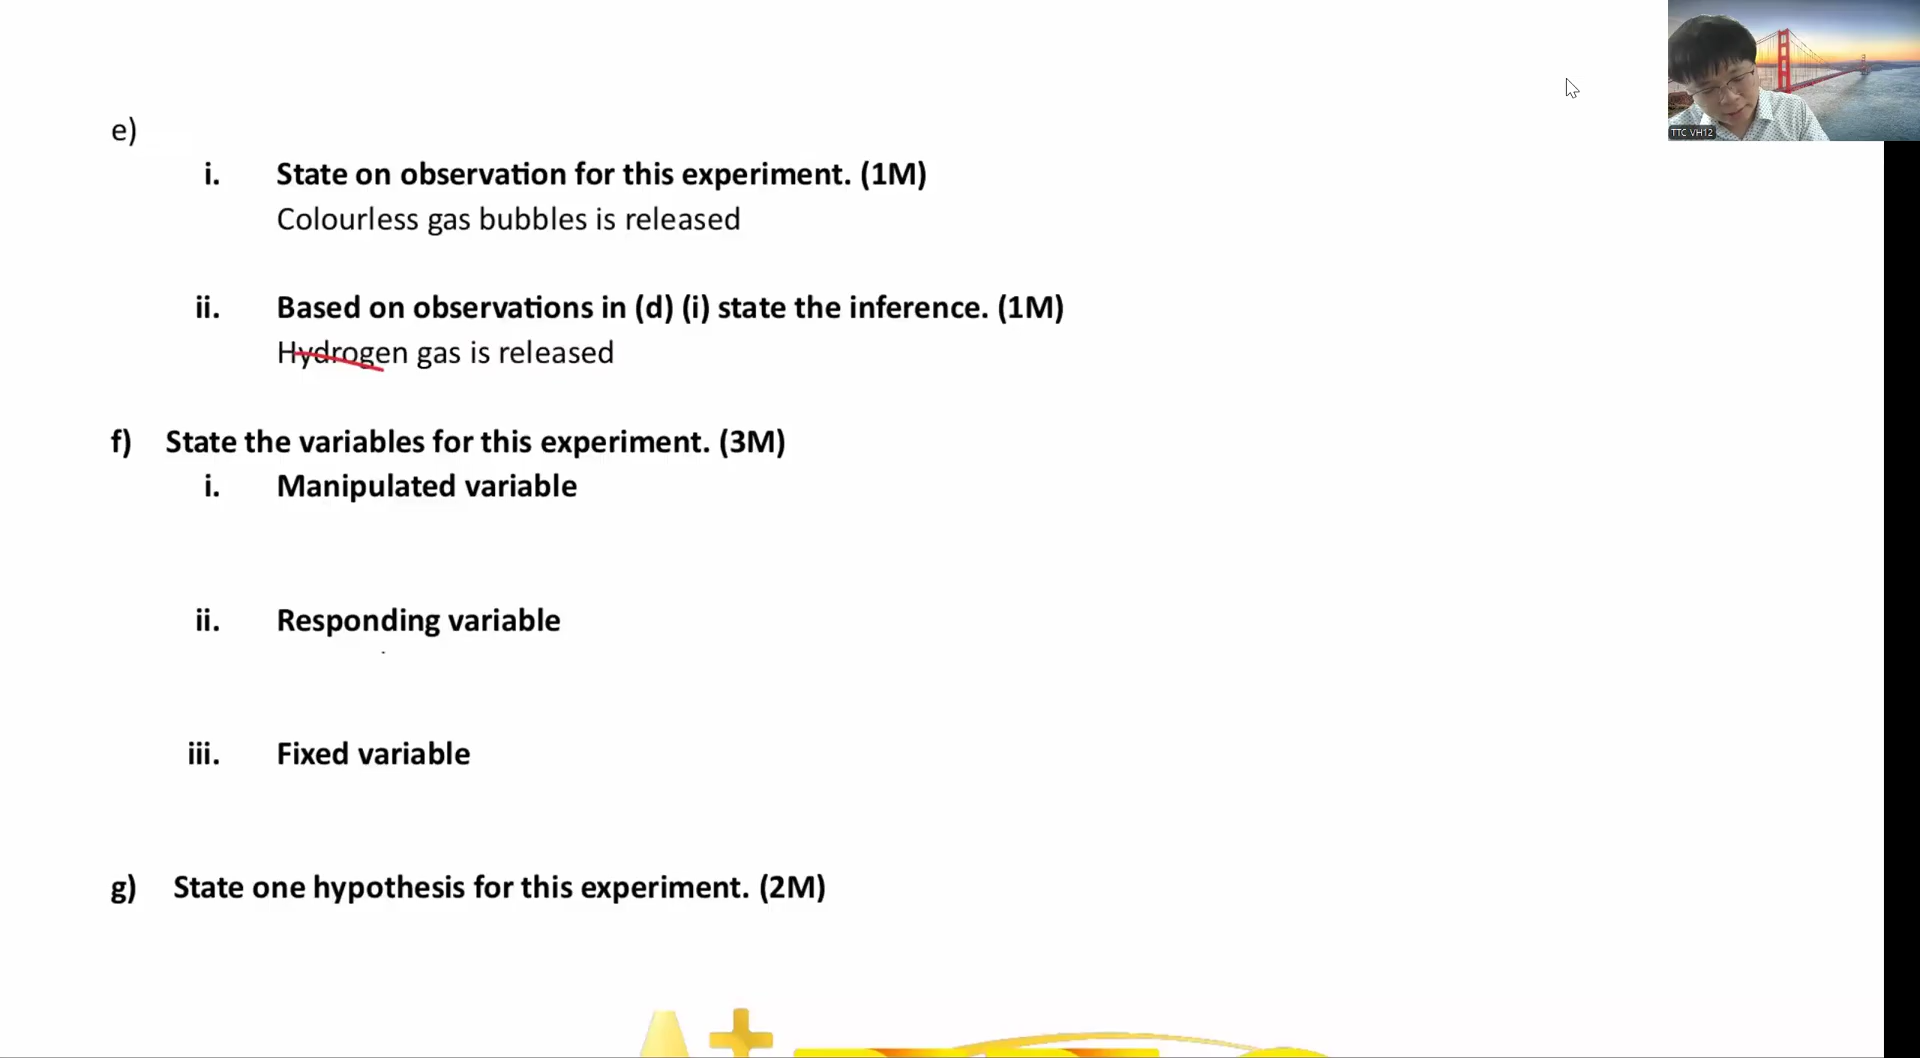 TTC VH12
e)
i. State on observation for this experiment. (1M)
Colourless gas bubbles is released
ii. Based on observations in (d) (i) state the inference. (1M)
Hydrogen gas is released
f) State the variables for this experiment. (3M)
i. Manipulated variable
ii. Responding variable
iii. Fixed variable
g) State one hypothesis for this experiment. (2M)
A+